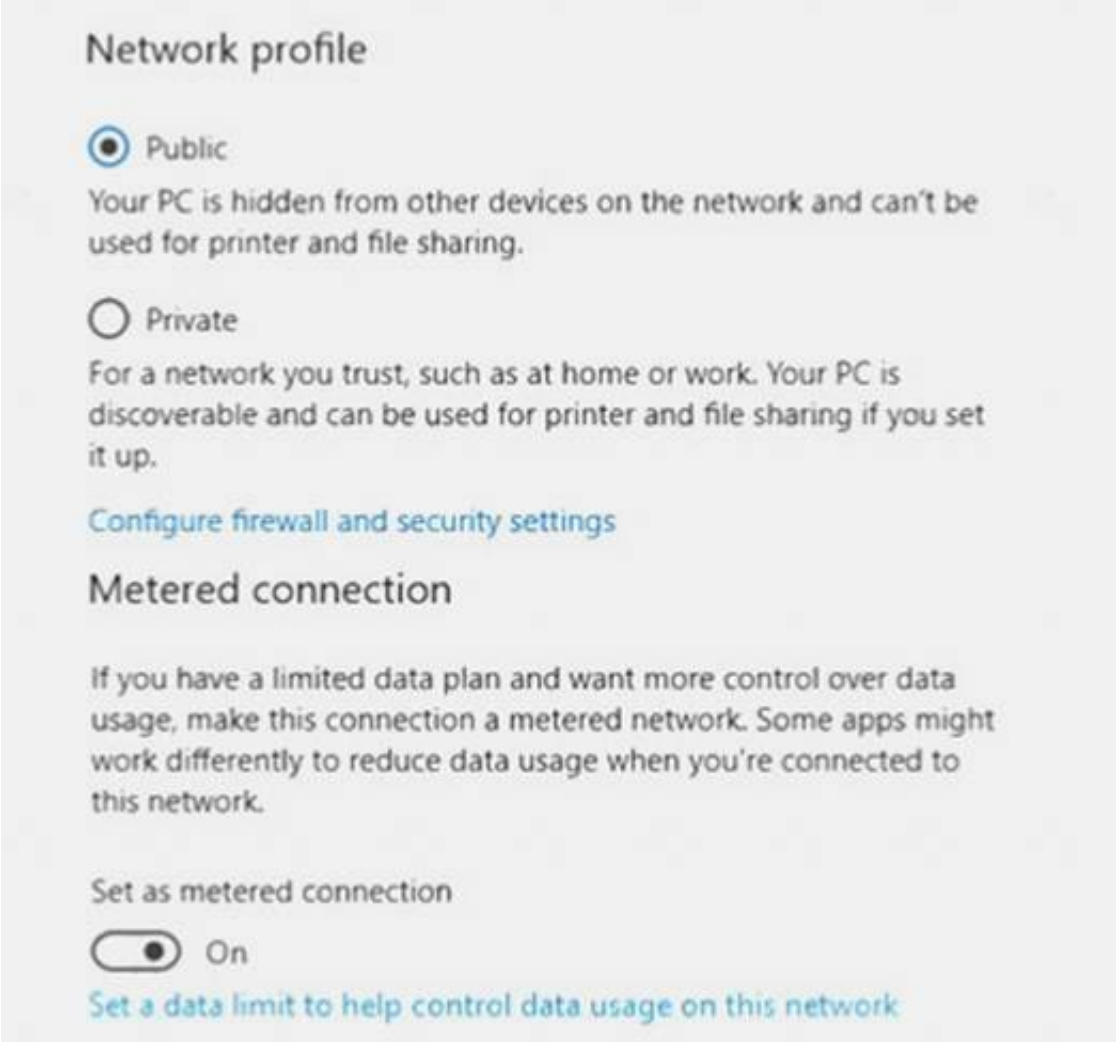 Network profile
Public
Your PC is hidden from other devices on the network and can't be
used for printer and file sharing.
Private
For a network you trust, such as at home or work. Your PC is
discoverable and can be used for printer and file sharing if you set
it up.
Configure firewall and security settings
Metered connection
If you have a limited data plan and want more control over data
usage, make this connection a metered network. Some apps might
work differently to reduce data usage when you're connected to
this network.
Set as metered connection
On
Set a data limit to help control data usage on this network